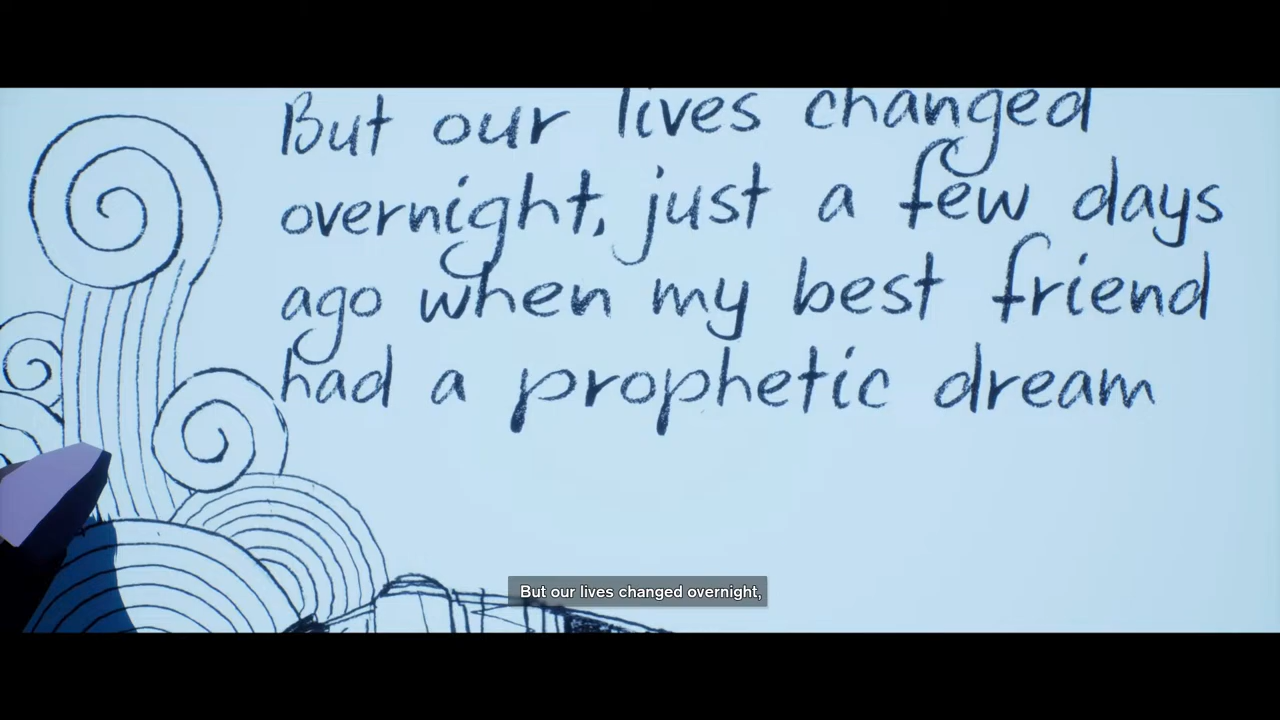 But our lives changed
overnight, just a few days
ago when my best friend
had a prophetic dream
But our lives changed overnight,